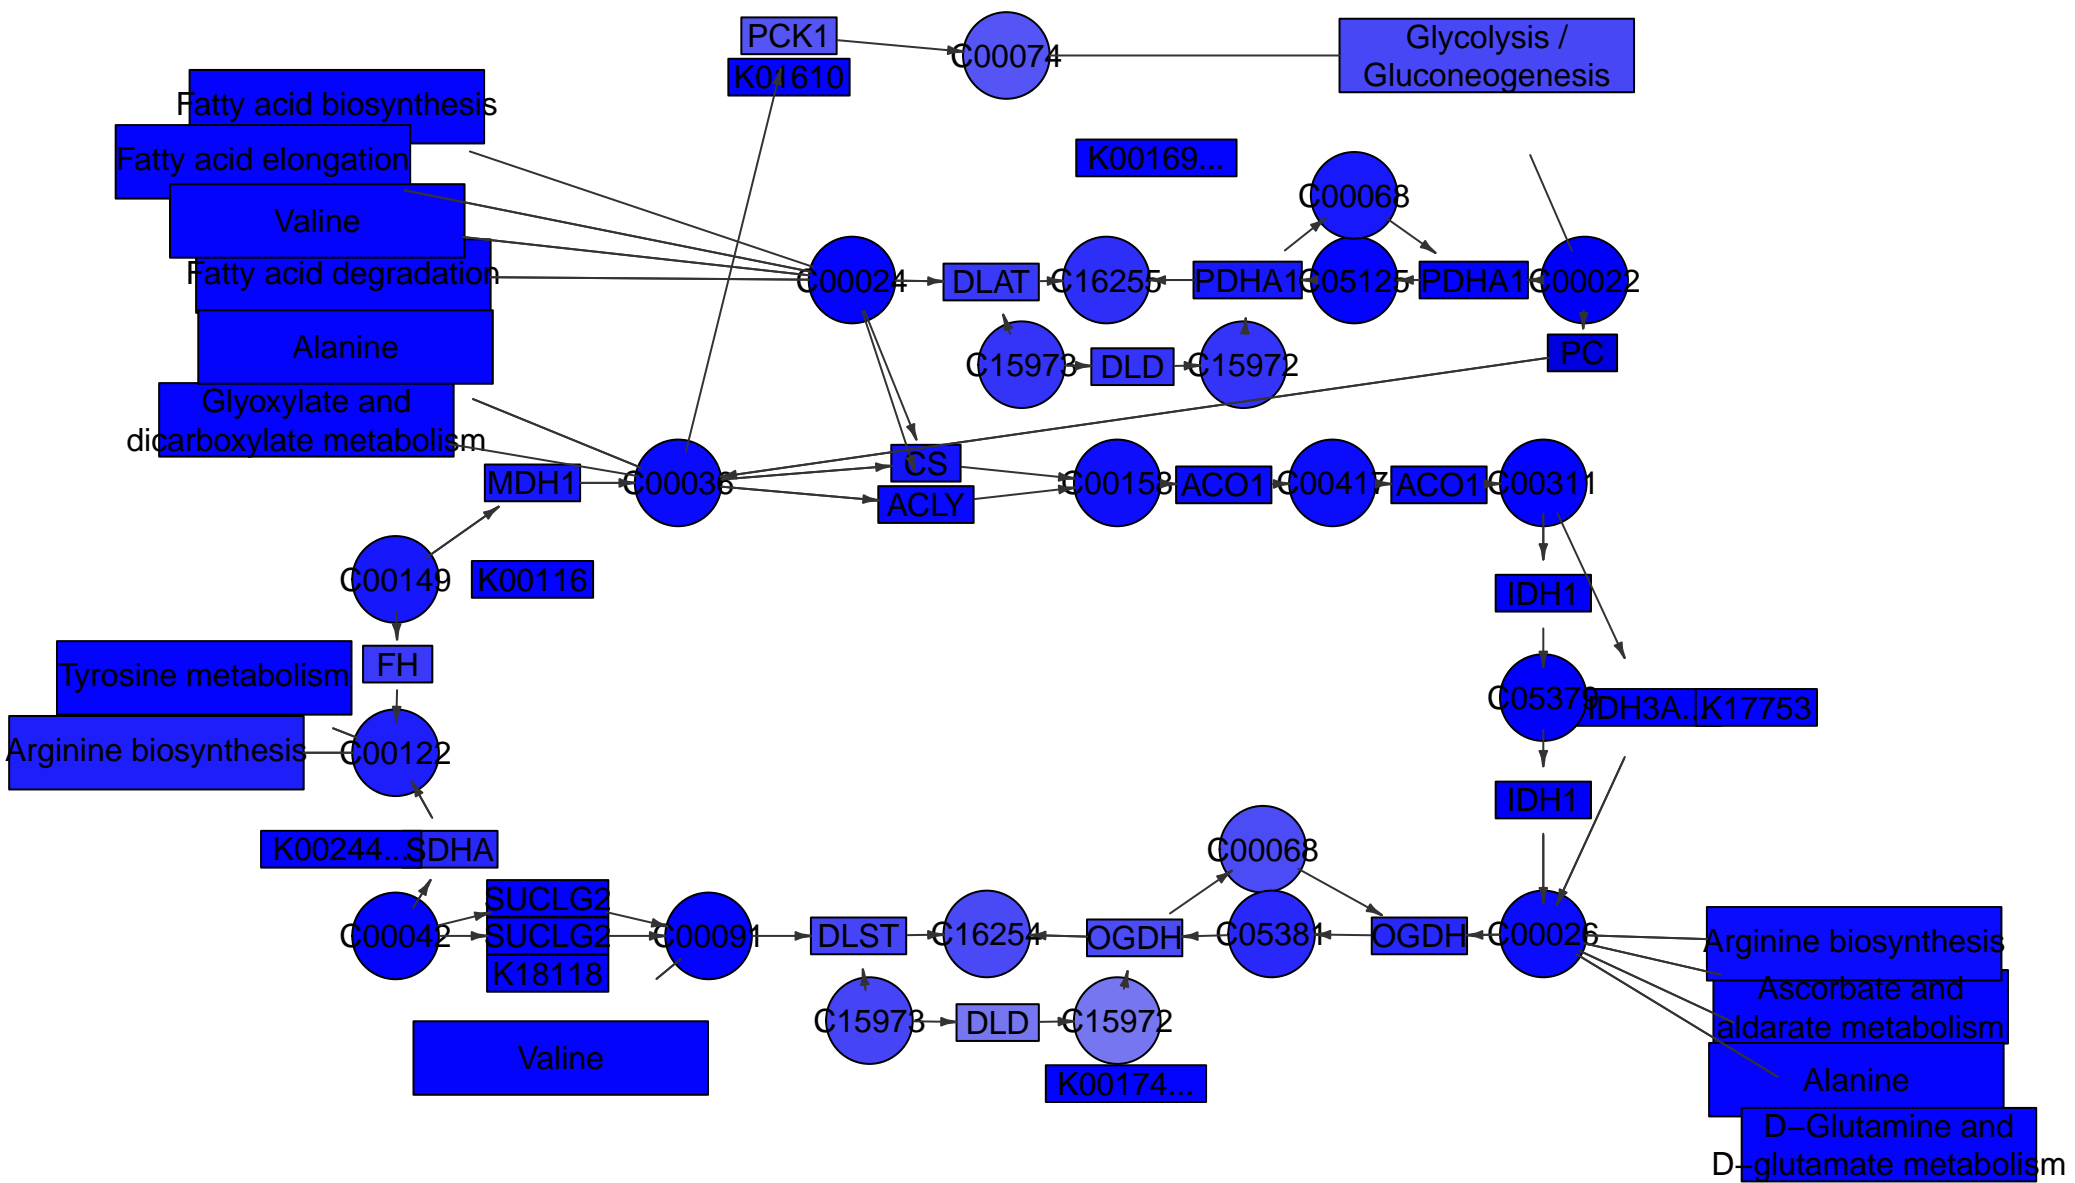 PCK1
C00074
Glycolysis /
Gluconeogenesis
K01610
Fatty acid biosynthesis
Fatty acid elongation
K00169...
Valine
C00068
Fatty acid degradation
C00024
DLAT
C16255
PDHA1
C05125
PDHA1
C00022
Alanine
C15973
DLD
C15972
PC
Glyoxylate and
dicarboxylate metabolism
MDH1
C00036
CS
ACLY
C00158
ACO1
C00417
ACO1
C00311
C00149
K00116
IDH1
Tyrosine metabolism
FH
C05379
IDH3A...
K17753
Arginine biosynthesis
C00122
IDH1
K00244...
SDHA
C00068
SUCLG2
C00042
SUCLG2
C00091
DLST
C16254
OGDH
C05381
OGDH
C00026
Arginine biosynthesis
K18118
Ascorbate and
aldarate metabolism
C15973
DLD
C15972
Valine
K00174...
Alanine
D−Glutamine and
D−glutamate metabolism